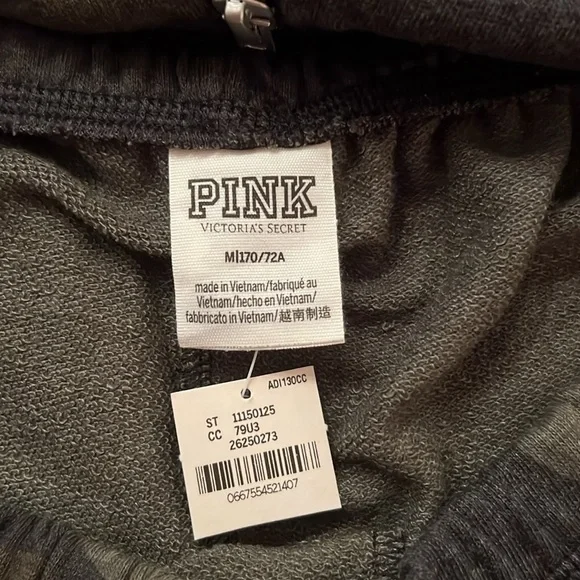 PINK
VICTORIA'S SECRET
M|170/72A
made in Vietnam/fabriqué au
Vietnam/hecho en Vietnam/
fabbricato in Vietnam/越南制造
ADI130CC
ST 11150125
CC 79U3
26250273
0667554521407